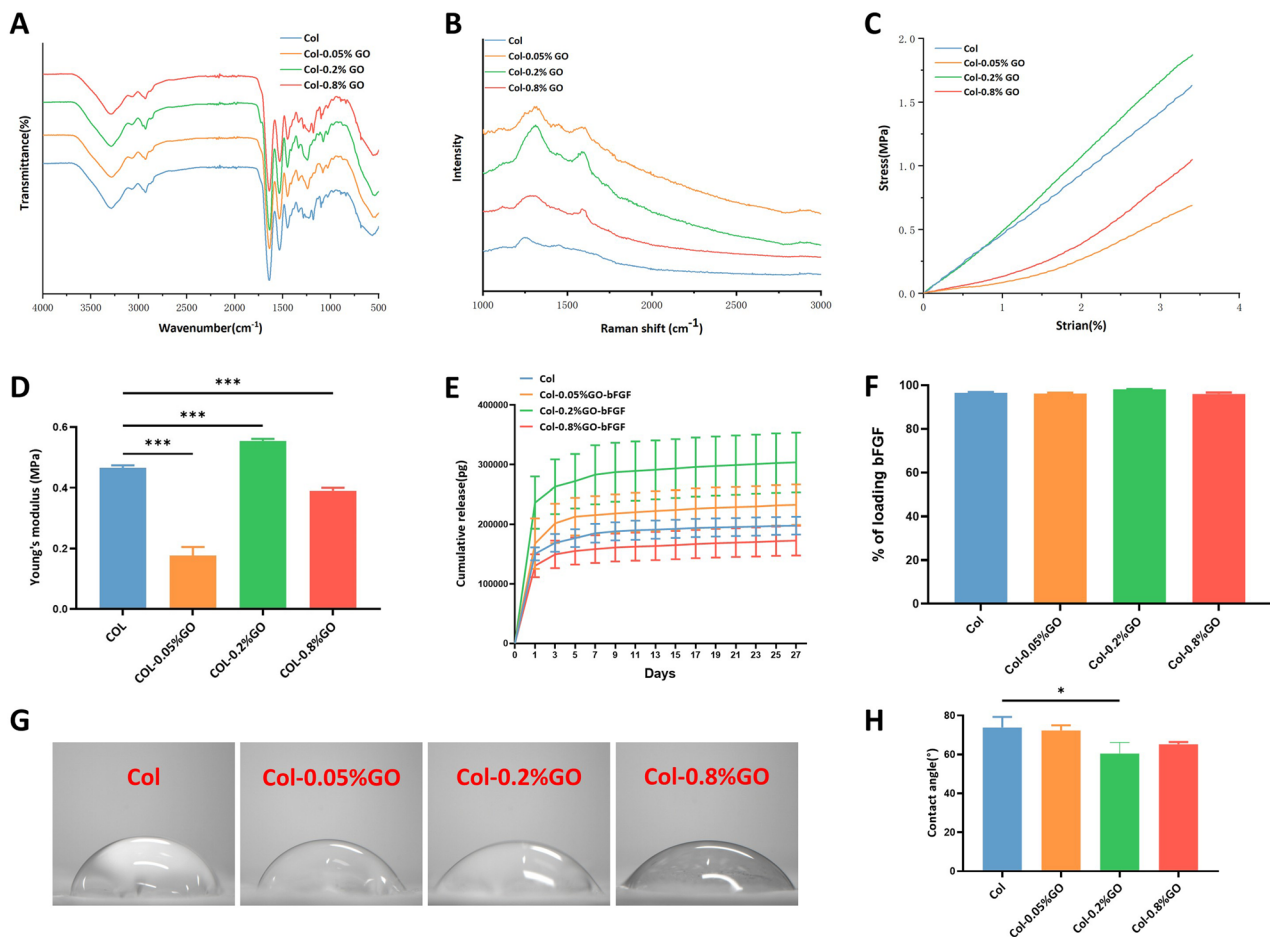 A
Col
Col-0.05% GO
Col-0.2% GO
Col-0.8% GO
Transmittance(%)
4000 3500 3000 2500 2000 1500 1000 500
Wavenumber(cm-1)
B
Col
Col-0.05% GO
Col-0.2% GO
Col-0.8% GO
Intensity
1000 1500 2000 2500 3000
Raman shift (cm-1)
C
Col
Col-0.05% GO
Col-0.2% GO
Col-0.8% GO
Stress(MPa)
2.0
1.5
1.0
0.5
0.0
0 1 2 3 4
Strian(%)
D
***
***
***
Young's modulus (MPa)
0.6
0.4
0.2
0.0
COL
COL-0.05%GO
COL-0.2%GO
COL-0.8%GO
E
Col
Col-0.05%GO-bFGF
Col-0.2%GO-bFGF
Col-0.8%GO-bFGF
Cumulative release(pg)
400000
300000
200000
100000
0
0 1 3 5 7 9 11 13 15 17 19 21 23 25 27
Days
F
% of loading bFGF
100
80
60
40
20
0
Col
Col-0.05%GO
Col-0.2%GO
Col-0.8%GO
G
Col
Col-0.05%GO
Col-0.2%GO
Col-0.8%GO
H
*
Contact angle(°)
80
60
40
20
0
Col
Col-0.05%GO
Col-0.2%GO
Col-0.8%GO